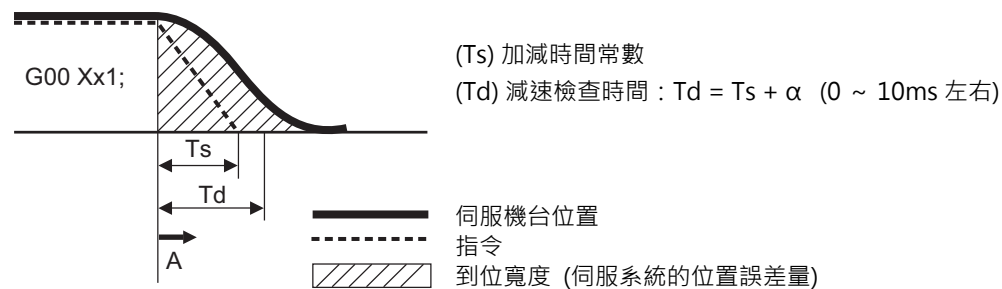 (Ts) 加減時間常數
G00 Xx1;
(Td) 減速檢查時間：Td = Ts + α (0 ~ 10ms 左右)
Ts
Td
A
伺服機台位置
指令
到位寬度 (伺服系統的位置誤差量)